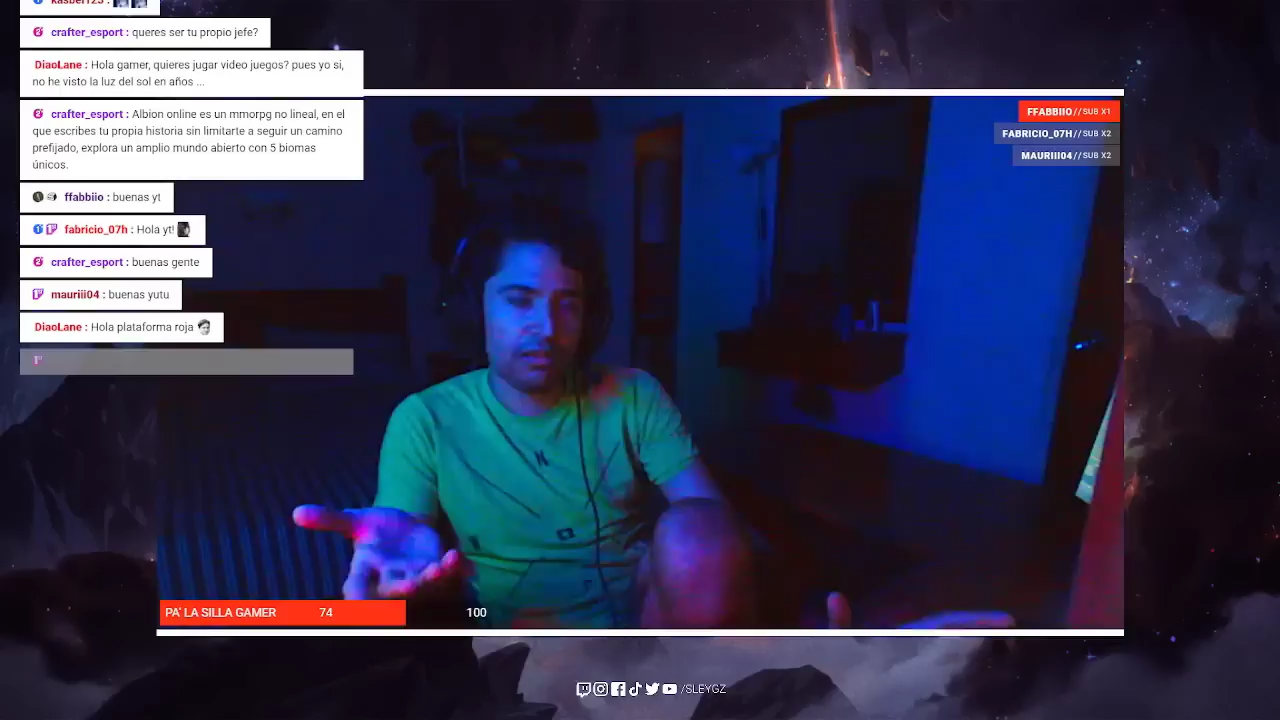 kasber123 :
crafter_esport : queres ser tu propio jefe?
DiaoLane : Hola gamer, quieres jugar video juegos? pues yo si,
no he visto la luz del sol en años ...
crafter_esport : Albion online es un mmorpg no lineal, en el
que escribes tu propia historia sin limitarte a seguir un camino
prefijado, explora un amplio mundo abierto con 5 biomas
únicos.
ffabbiio : buenas yt
fabricio_07h : Hola yt!
crafter_esport : buenas gente
mauriii04 : buenas yutu
DiaoLane : Hola plataforma roja
FFABBIIO // SUB X1
FABRICIO_07H // SUB X2
MAURIII04 // SUB X2
PA' LA SILLA GAMER 74 100
/SLEYGZ